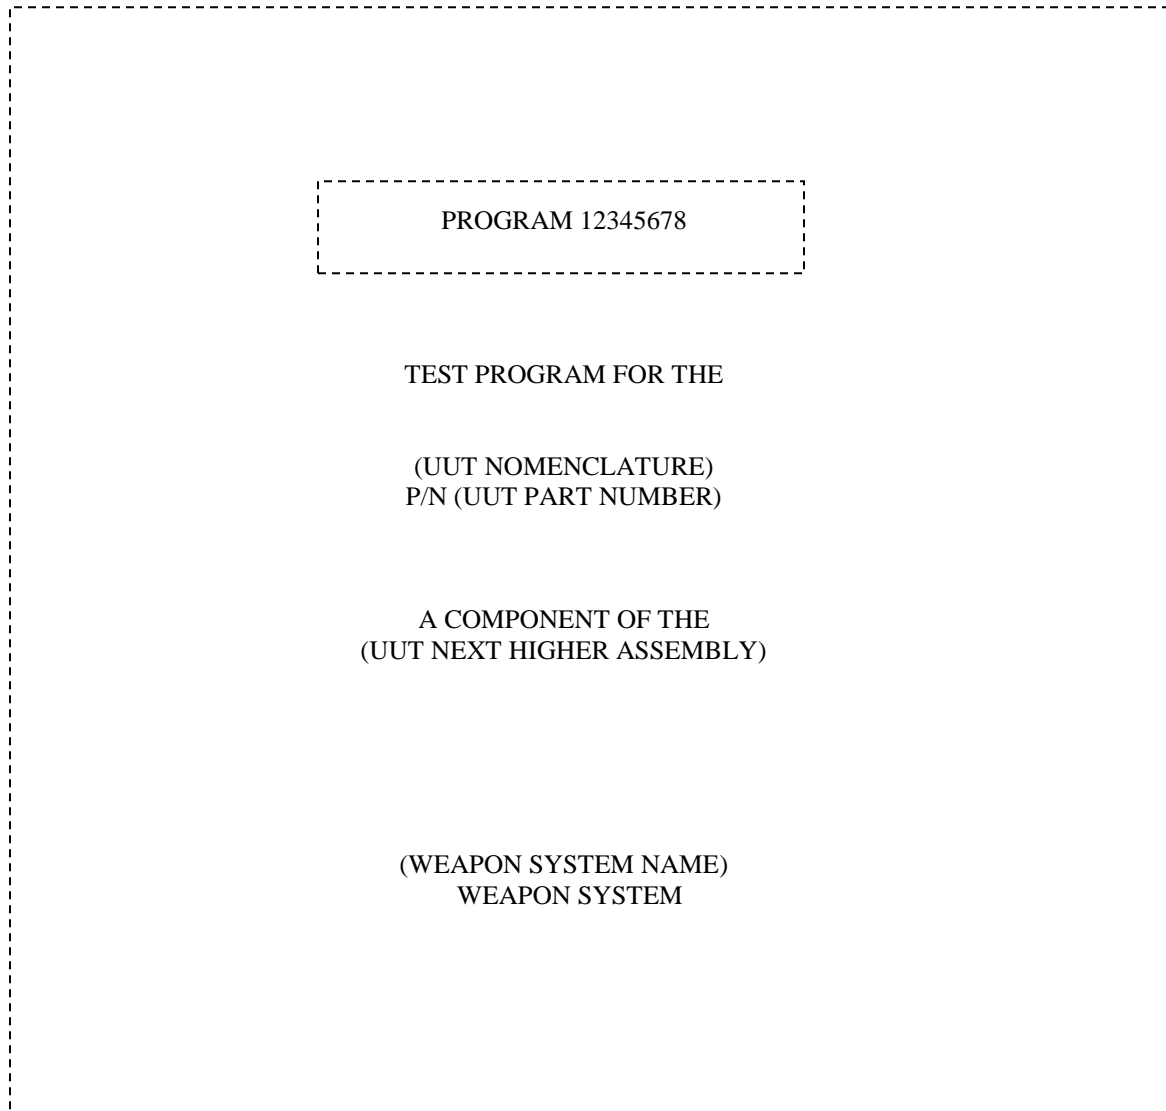 PROGRAM 12345678
TEST PROGRAM FOR THE
(UUT NOMENCLATURE)
P/N (UUT PART NUMBER)
A COMPONENT OF THE
(UUT NEXT HIGHER ASSEMBLY)
(WEAPON SYSTEM NAME)
WEAPON SYSTEM